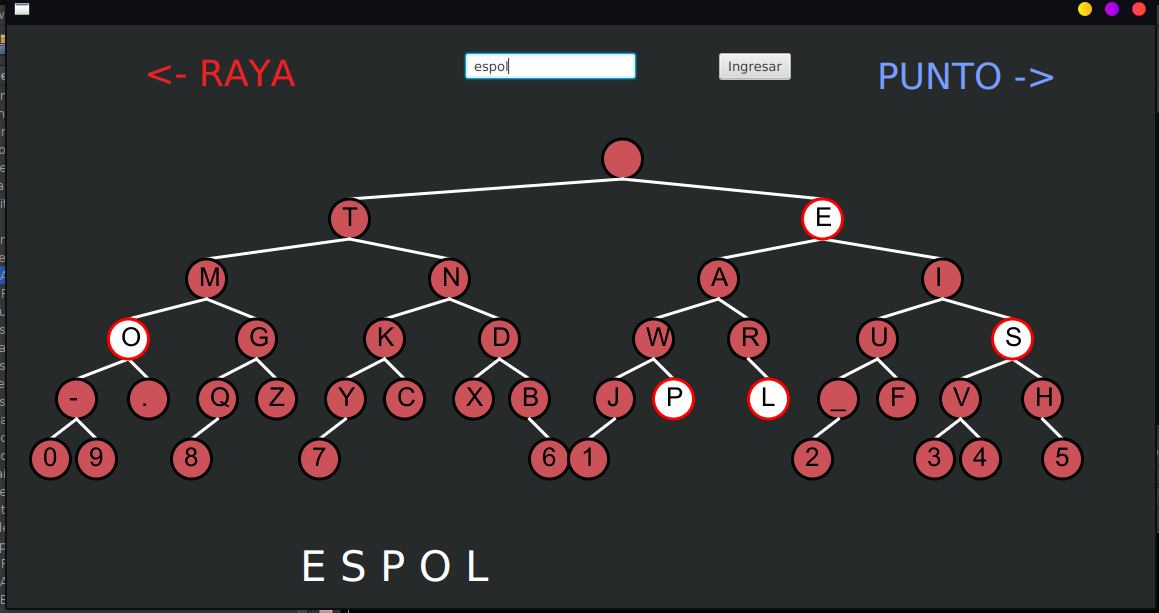 <- RAYA espol Ingresar PUNTO ->
T E
M N A I
O G K D W R U S
- . Q Z Y C X B J P L _ F V H
0 9 8 7 6 1 2 3 4 5
E S P O L